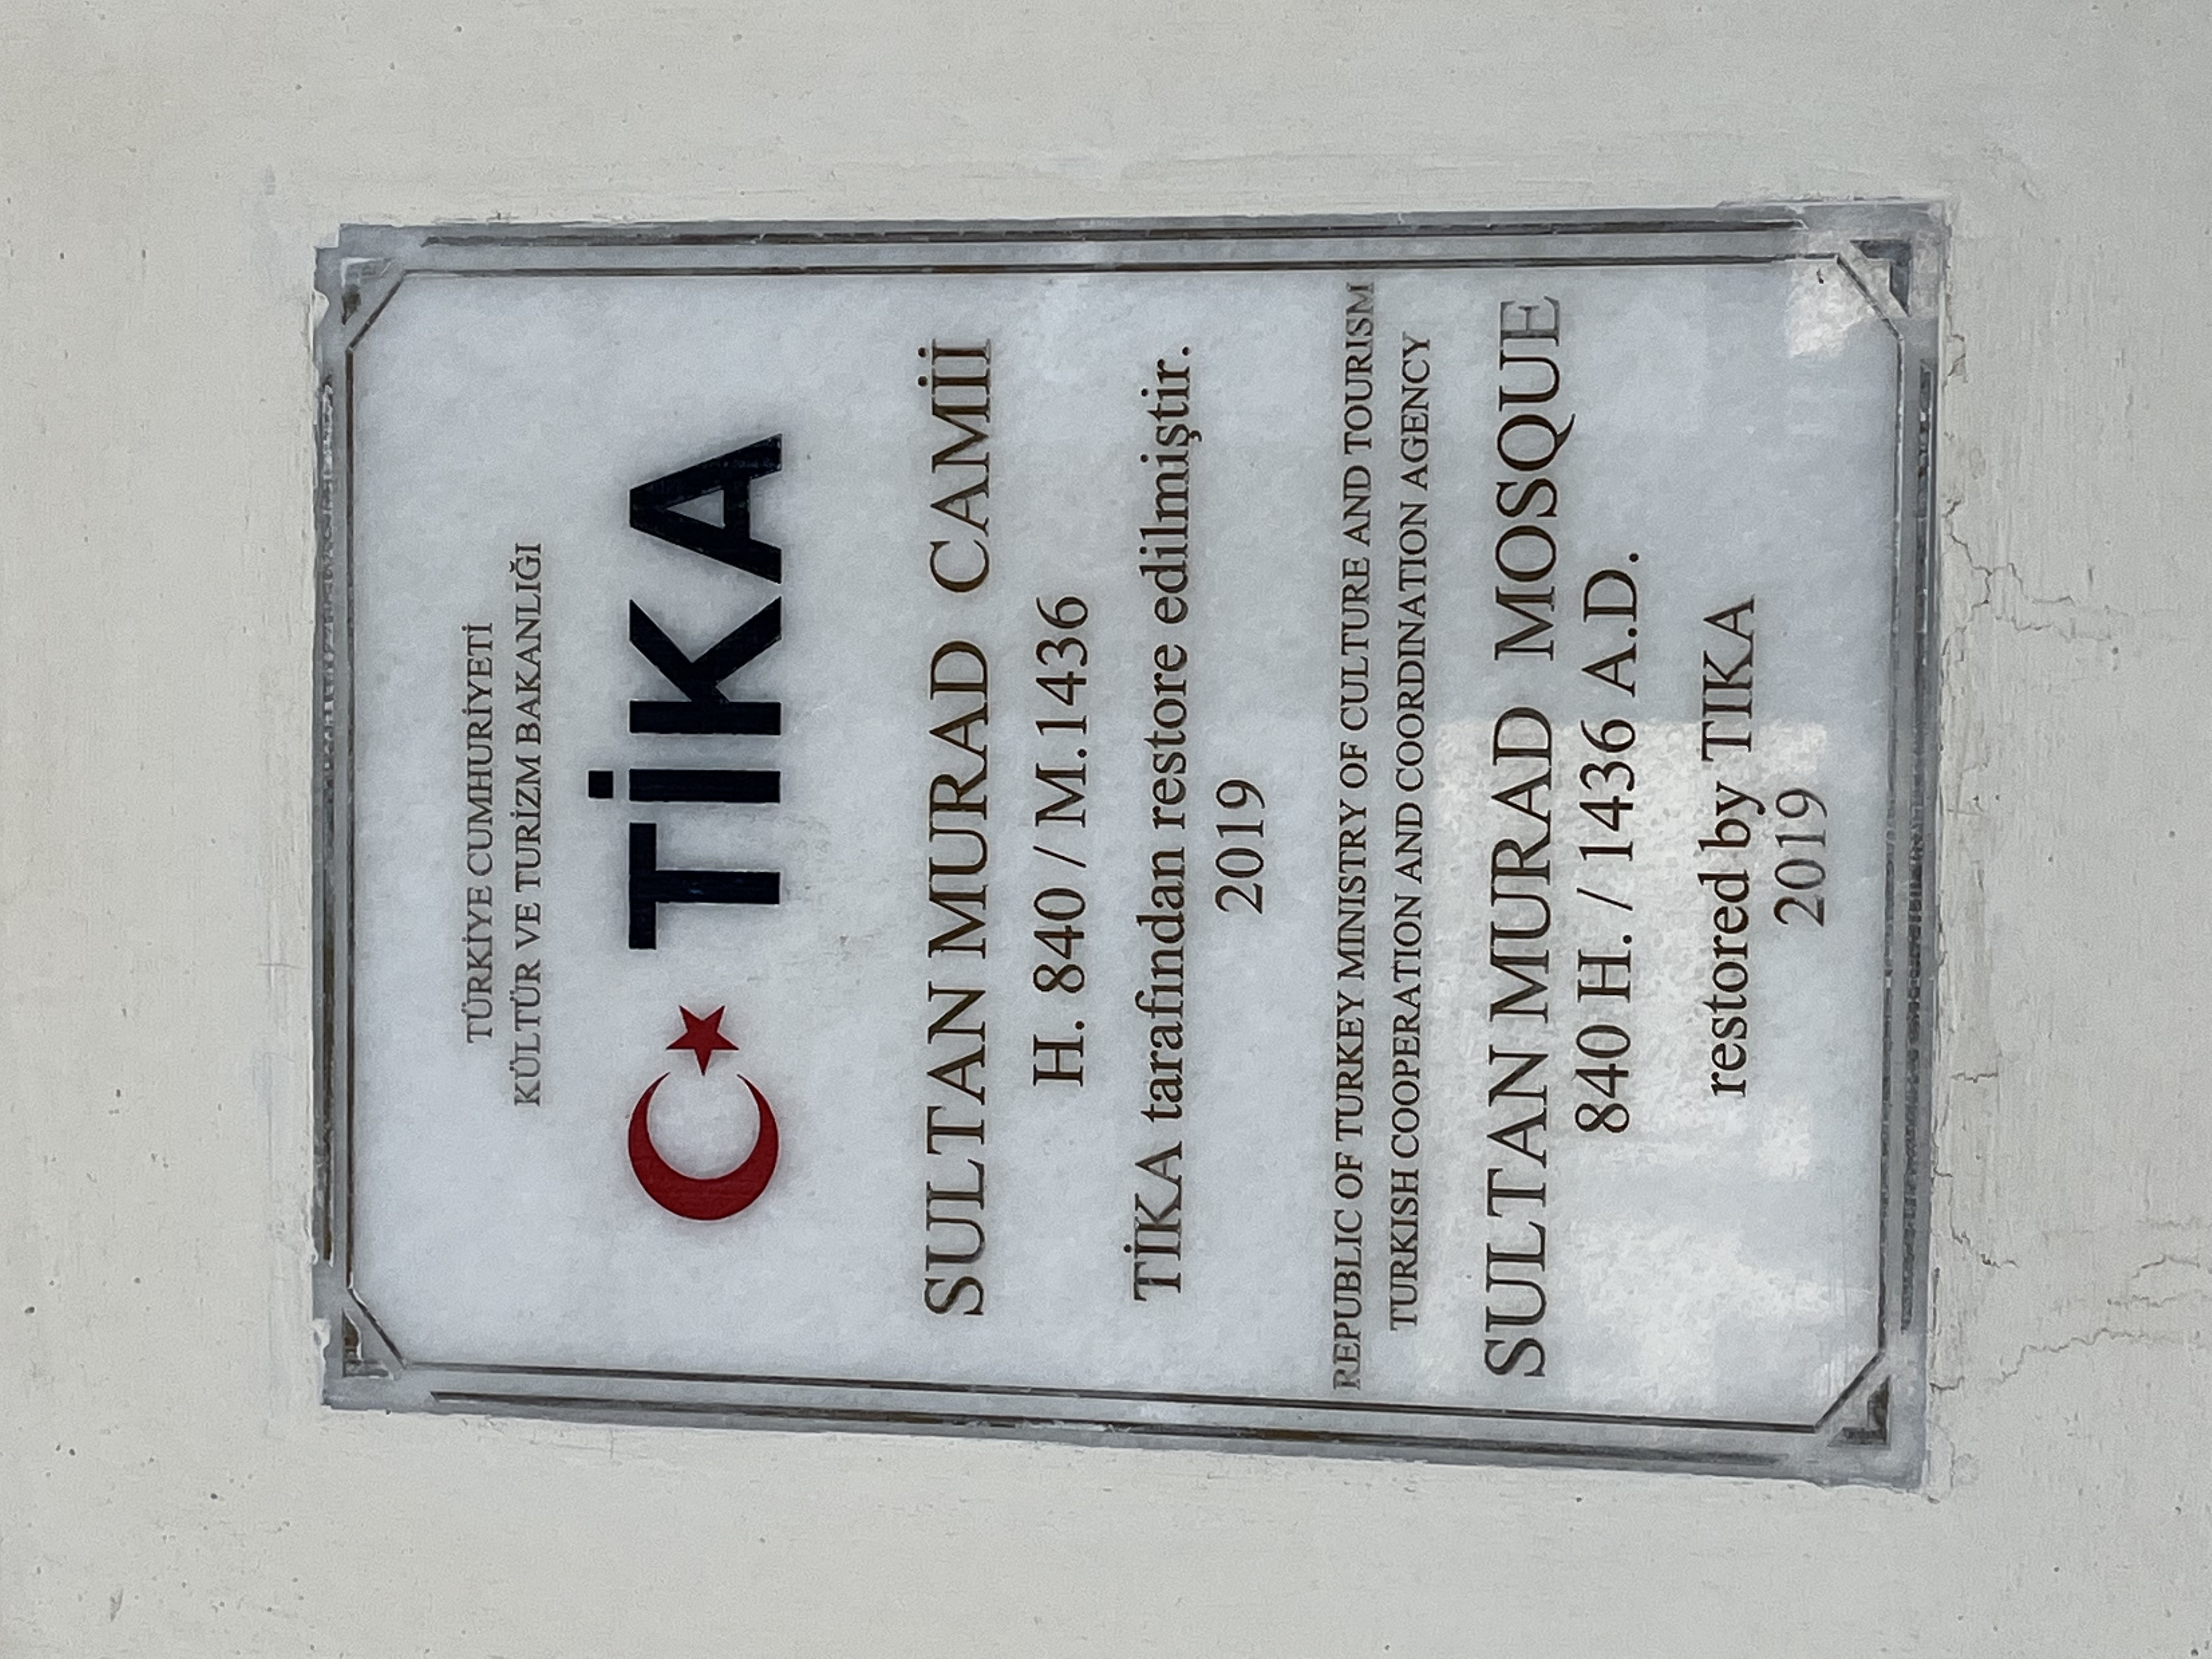 TÜRKİYE CUMHURİYETİ
KÜLTÜR VE TURİZM BAKANLIĞI
TİKA
SULTAN MURAD CAMİİ
H. 840 / M.1436
TİKA tarafından restore edilmiştir.
2019
REPUBLIC OF TURKEY MINISTRY OF CULTURE AND TOURISM
TURKISH COOPERATION AND COORDINATION AGENCY
SULTAN MURAD MOSQUE
840 H. / 1436 A.D.
restored by TIKA
2019